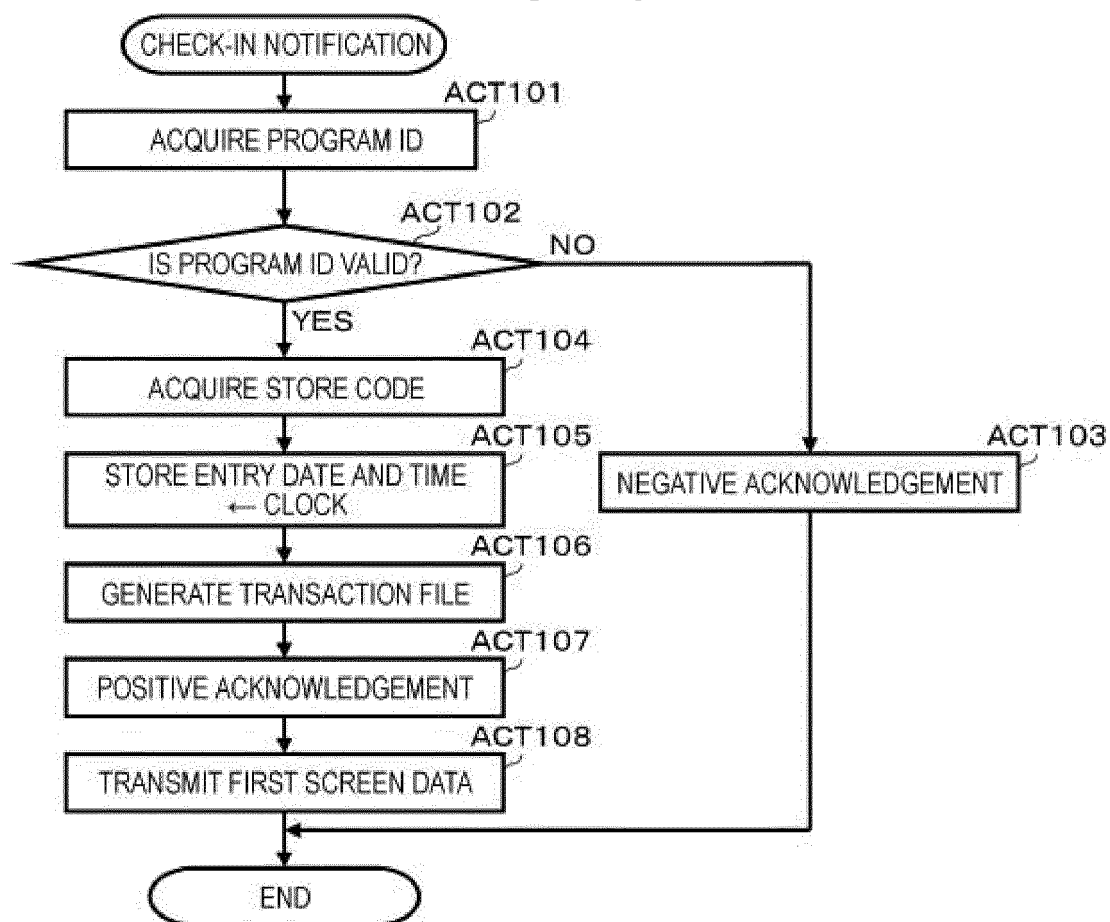 CHECK-IN NOTIFICATION
ACT101
ACQUIRE PROGRAM ID
ACT102
IS PROGRAM ID VALID?
NO
YES
ACT104
ACQUIRE STORE CODE
ACT105
STORE ENTRY DATE AND TIME
← CLOCK
ACT103
NEGATIVE ACKNOWLEDGEMENT
ACT106
GENERATE TRANSACTION FILE
ACT107
POSITIVE ACKNOWLEDGEMENT
ACT108
TRANSMIT FIRST SCREEN DATA
END